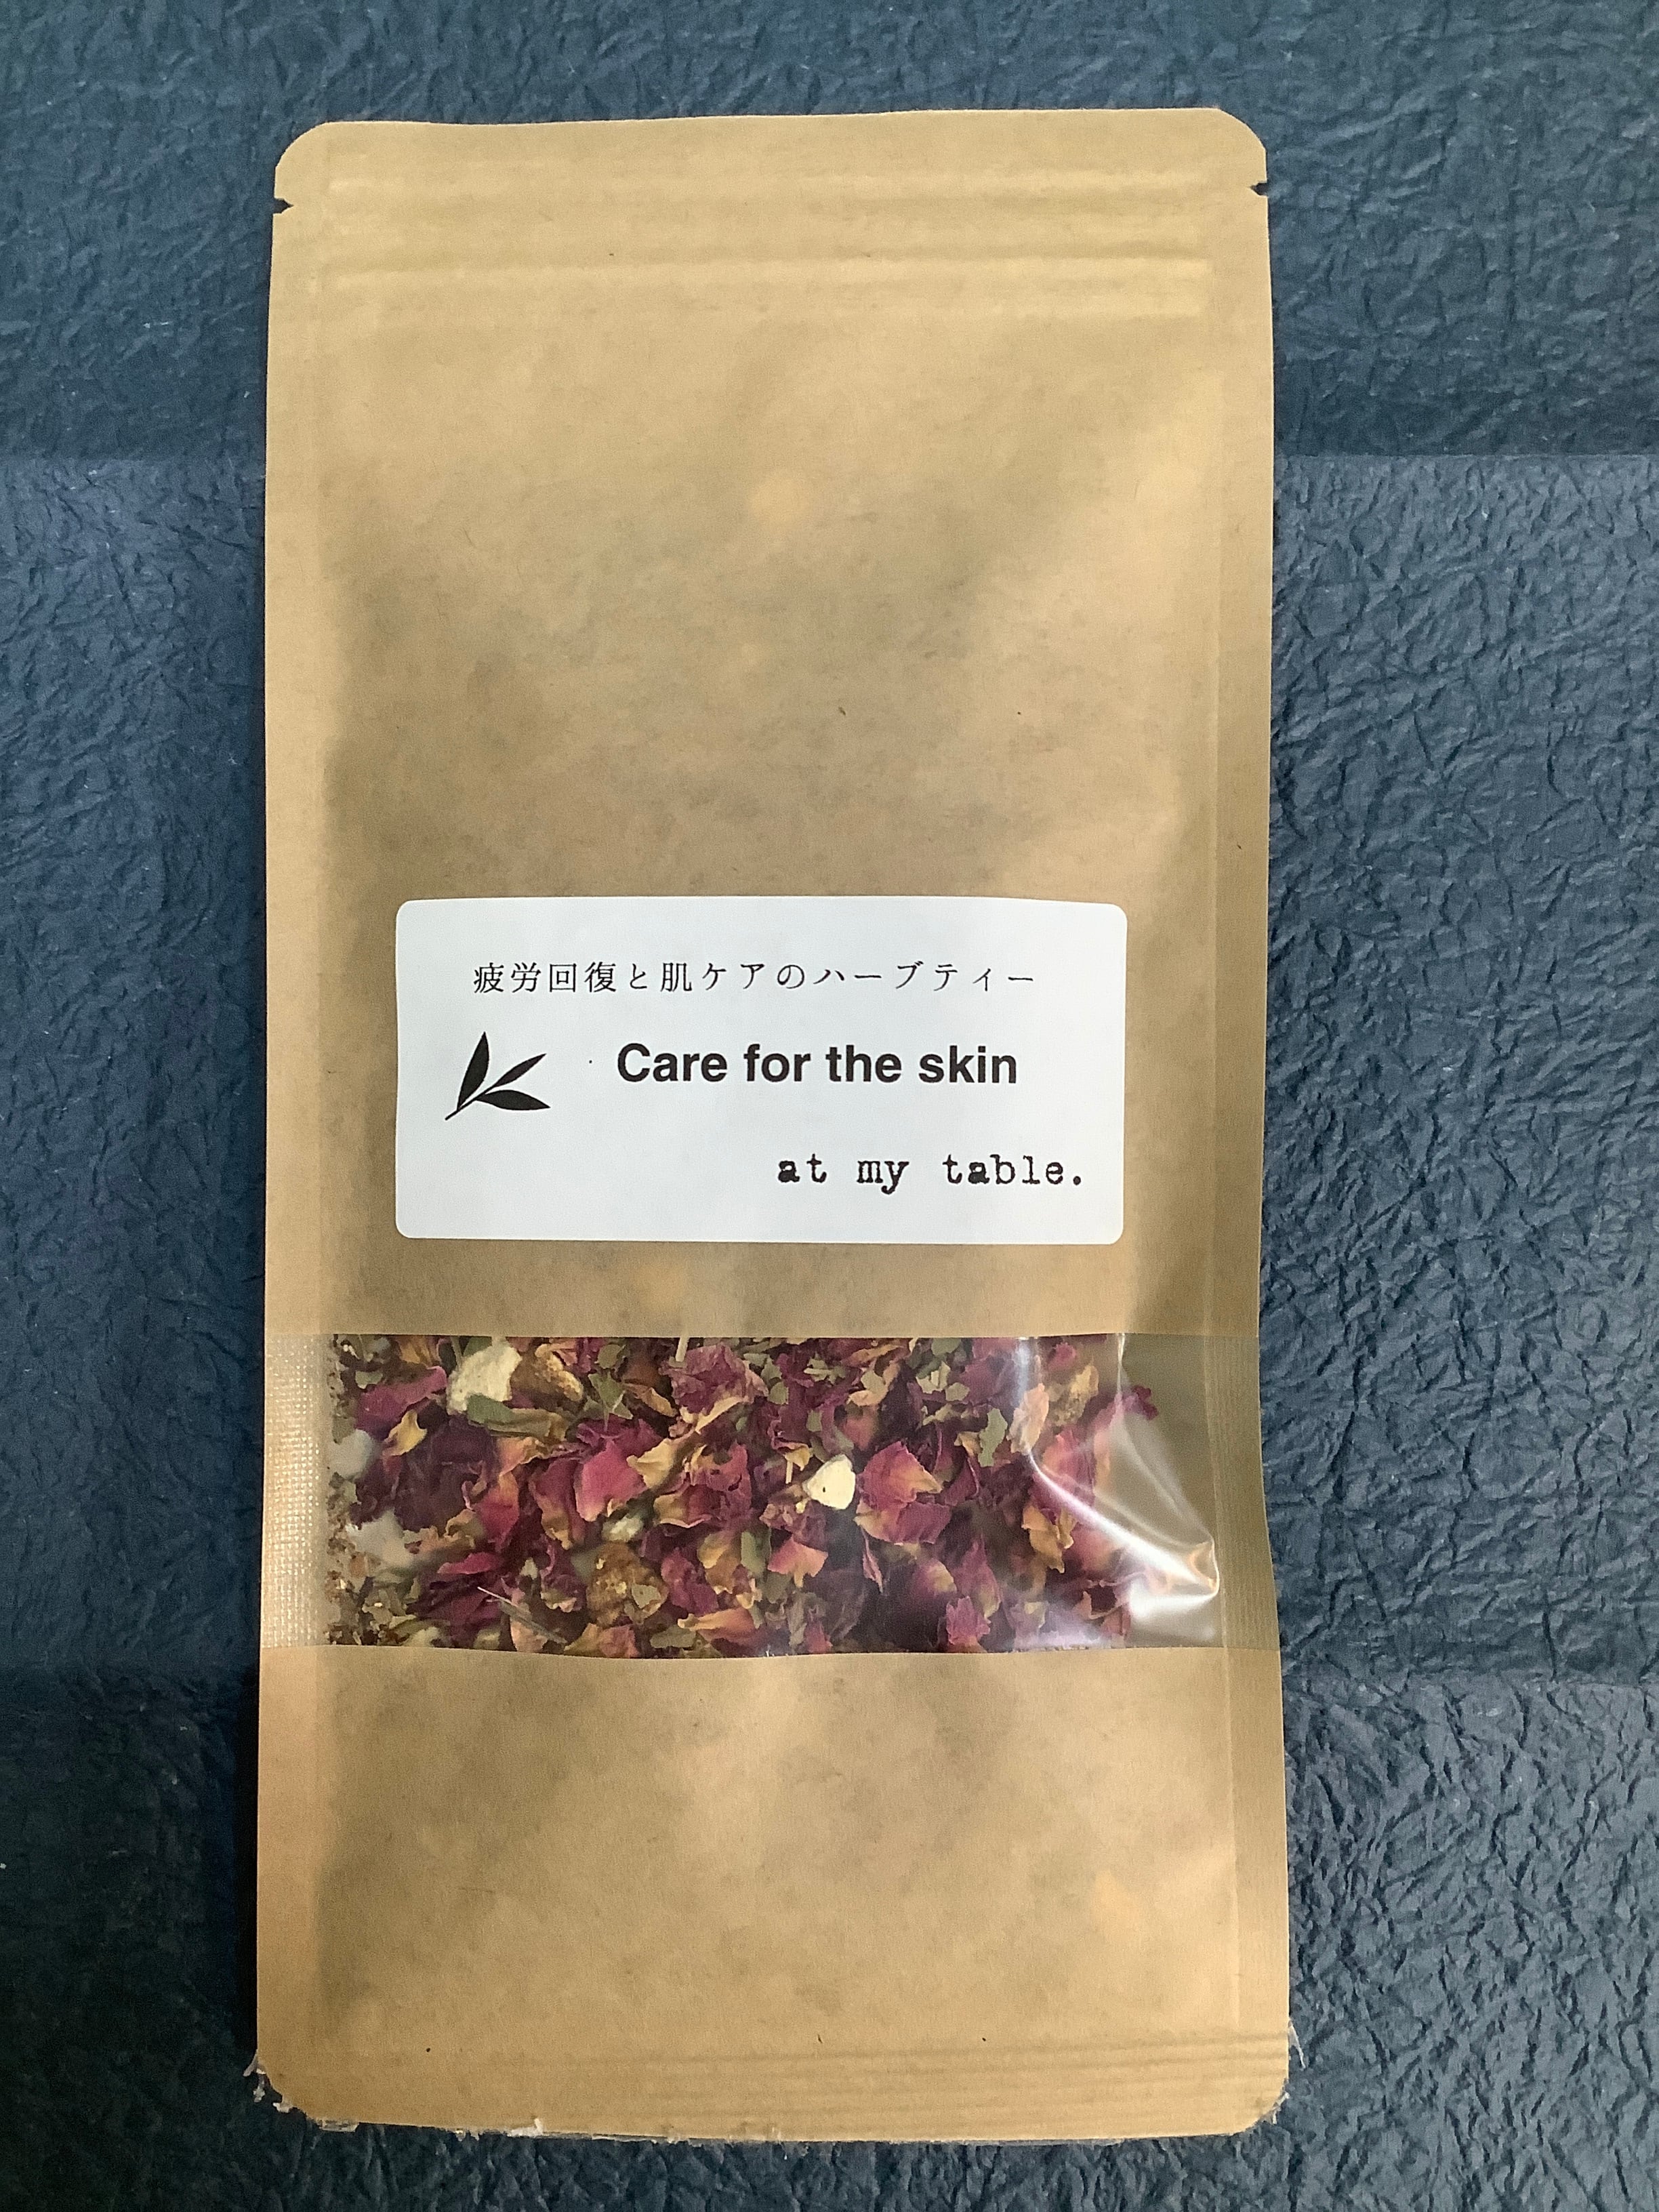 疲労回復と肌ケアのハーブティー
Care for the skin
at my table.